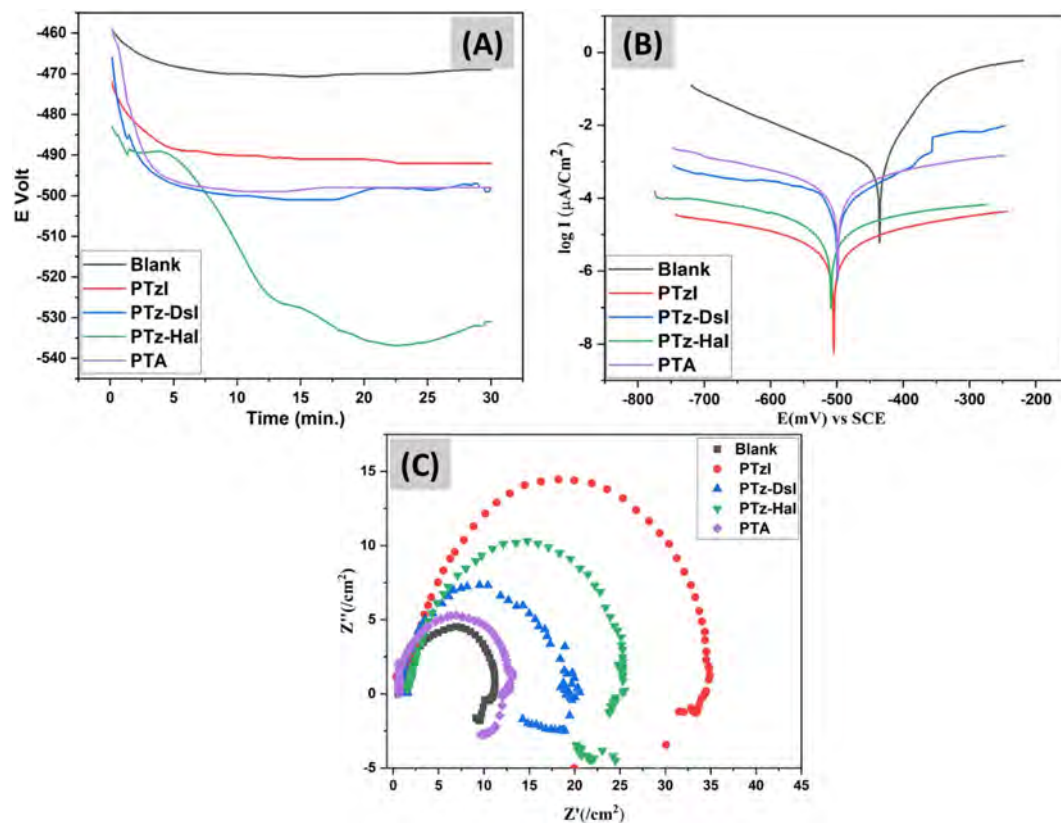 (A)
E Volt
-460
-470
-480
-490
-500
-510
-520
-530
-540
Blank
PTzI
PTz-DsI
PTz-HaI
PTA
0 5 10 15 20 25 30
Time (min.)
(B)
log I (µA/Cm²)
0
-2
-4
-6
-8
Blank
PTzI
PTz-DsI
PTz-HaI
PTA
-800 -700 -600 -500 -400 -300 -200
E(mV) vs SCE
(C)
Z''(/cm²)
15
10
5
0
-5
Blank
PTzI
PTz-DsI
PTz-HaI
PTA
0 5 10 15 20 25 30 35 40 45
Z'(/cm²)